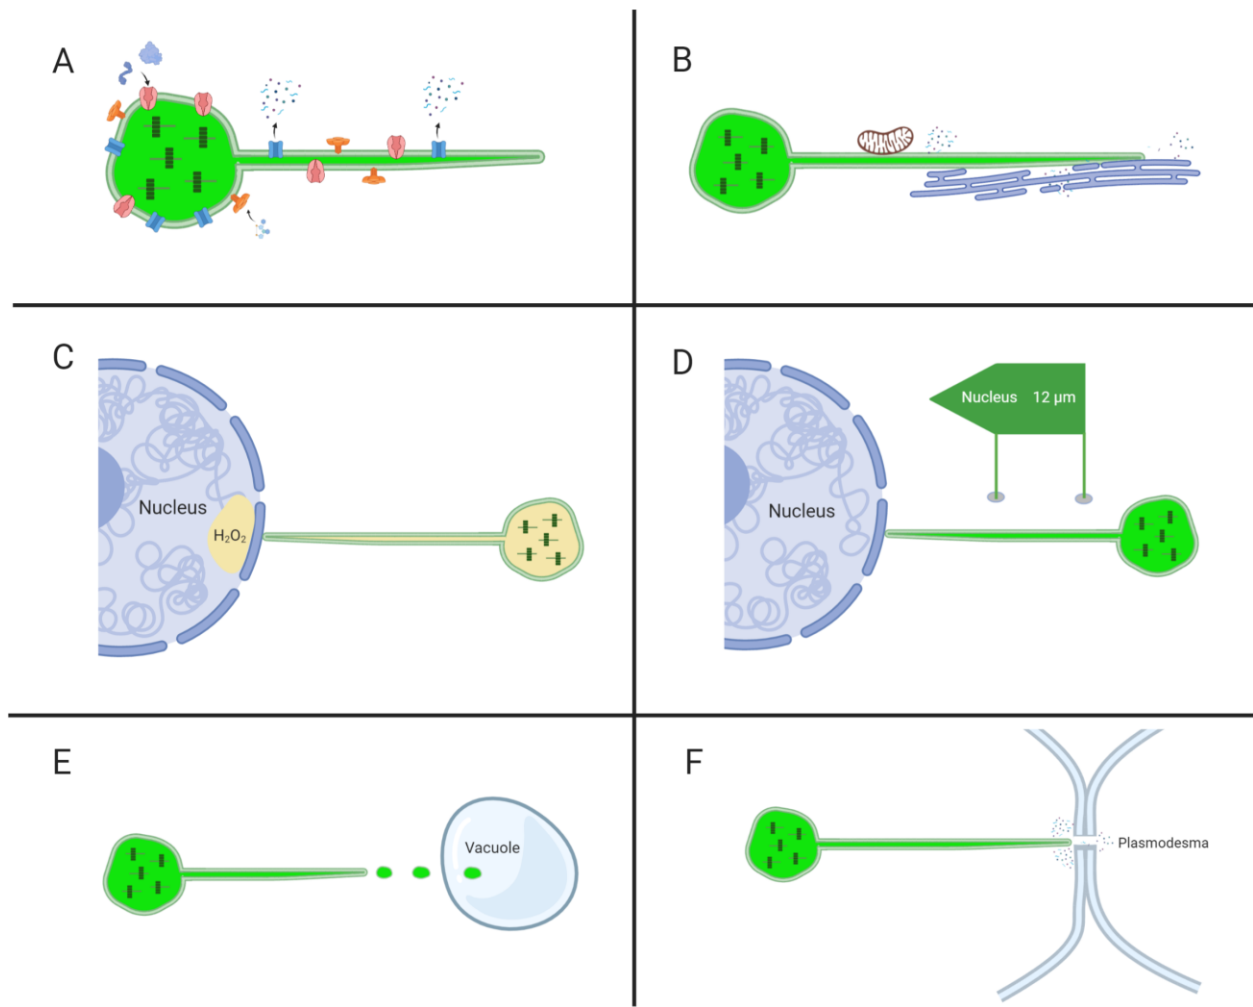 A
B
C
Nucleus
H₂O₂
D
Nucleus 12 μm
Nucleus
E
Vacuole
F
Plasmodesma